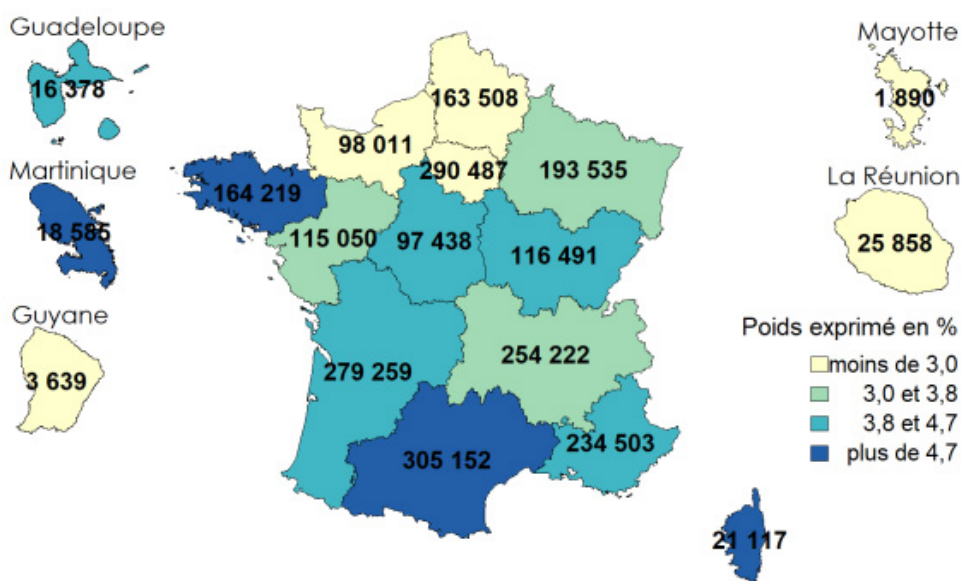 Guadeloupe
16 378
Martinique
18 585
Guyane
3 639
163 508
98 011
290 487
193 535
164 219
115 050
97 438
116 491
279 259
254 222
305 152
234 503
21 117
Mayotte
1 890
La Réunion
25 858
Poids exprimé en %
moins de 3,0
3,0 et 3,8
3,8 et 4,7
plus de 4,7